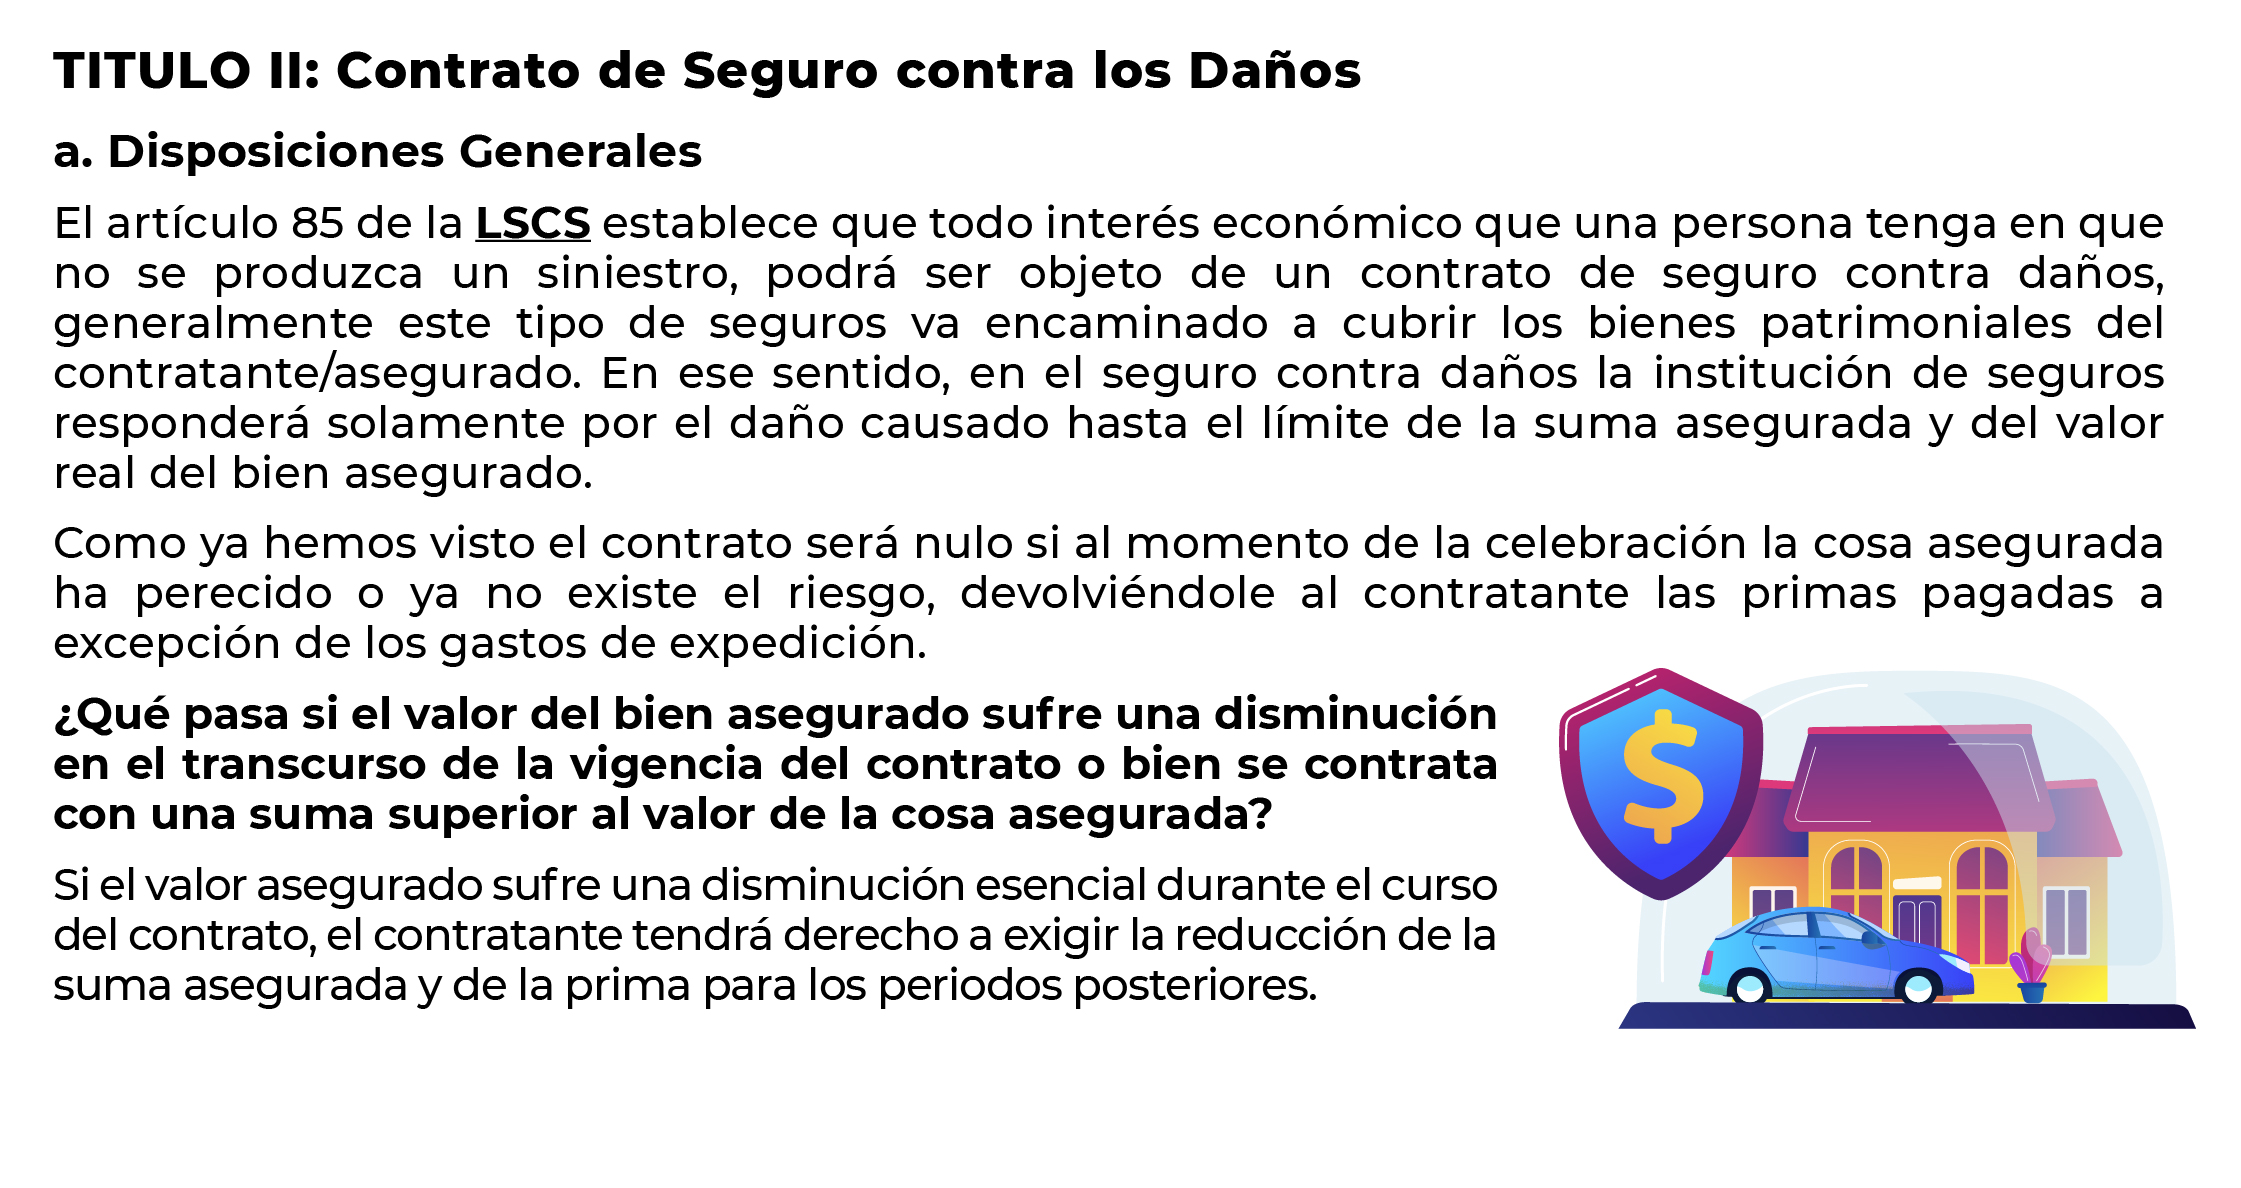 TITULO II: Contrato de Seguro contra los Daños
a. Disposiciones Generales
El artículo 85 de la LSCS establece que todo interés económico que una persona tenga en que
no se produzca un siniestro, podrá ser objeto de un contrato de seguro contra daños,
generalmente este tipo de seguros va encaminado a cubrir los bienes patrimoniales del
contratante/asegurado. En ese sentido, en el seguro contra daños la institución de seguros
responderá solamente por el daño causado hasta el límite de la suma asegurada y del valor
real del bien asegurado.
Como ya hemos visto el contrato será nulo si al momento de la celebración la cosa asegurada
ha perecido o ya no existe el riesgo, devolviéndole al contratante las primas pagadas a
excepción de los gastos de expedición.
¿Qué pasa si el valor del bien asegurado sufre una disminución
en el transcurso de la vigencia del contrato o bien se contrata
con una suma superior al valor de la cosa asegurada?
Si el valor asegurado sufre una disminución esencial durante el curso
del contrato, el contratante tendrá derecho a exigir la reducción de la
suma asegurada y de la prima para los periodos posteriores.
$